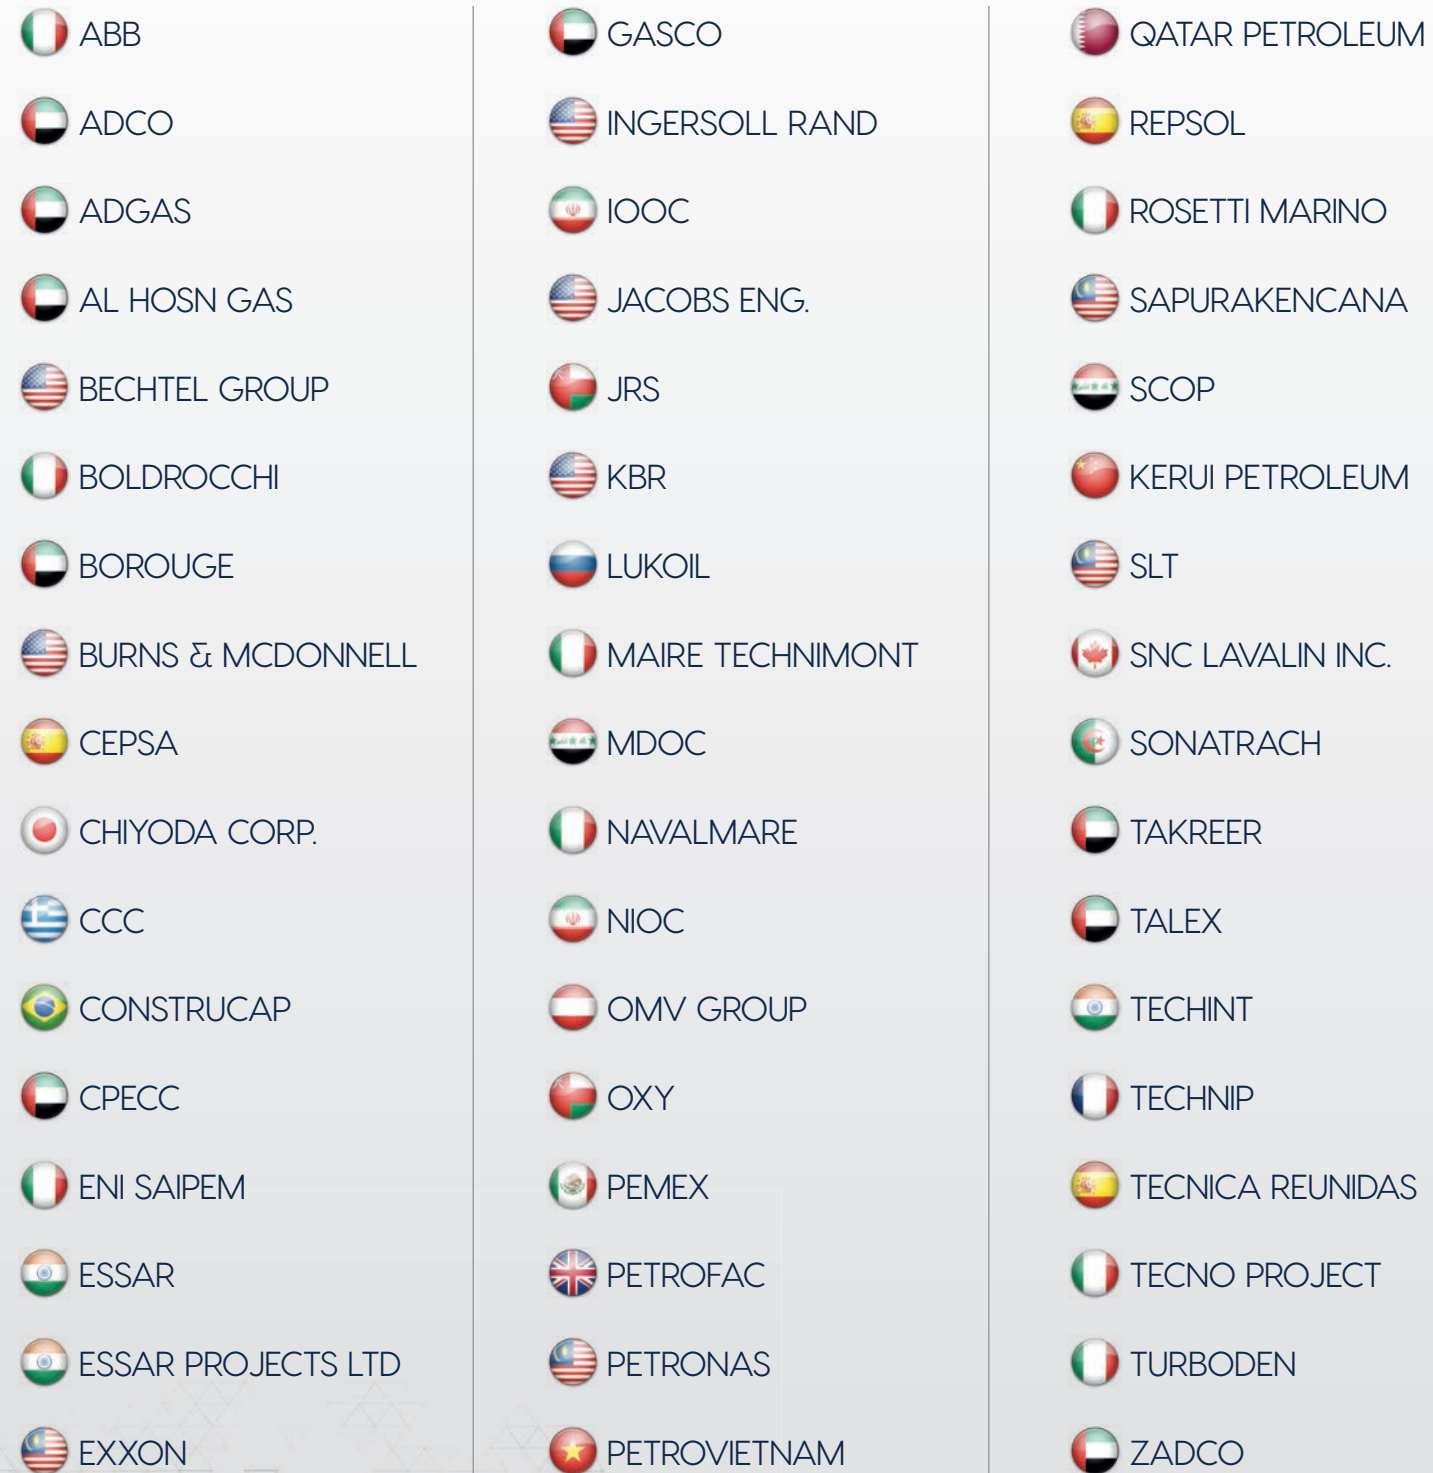 ABB
ADCO
ADGAS
AL HOSN GAS
BECHTEL GROUP
BOLDROCCHI
BOROUGE
BURNS & MCDONNELL
CEPSA
CHIYODA CORP.
CCC
CONSTRUCAP
CPECC
ENI SAIPEM
ESSAR
ESSAR PROJECTS LTD
EXXON
GASCO
INGERSOLL RAND
IOOC
JACOBS ENG.
JRS
KBR
LUKOIL
MAIRE TECHNIMONT
MDOC
NAVALMARE
NIOC
OMV GROUP
OXY
PEMEX
PETROFAC
PETRONAS
PETROVIETNAM
QATAR PETROLEUM
REPSOL
ROSETTI MARINO
SAPURAKENCANA
SCOP
KERUI PETROLEUM
SLT
SNC LAVALIN INC.
SONATRACH
TAKREER
TALEX
TECHINT
TECHNIP
TECNICA REUNIDAS
TECNO PROJECT
TURBODEN
ZADCO